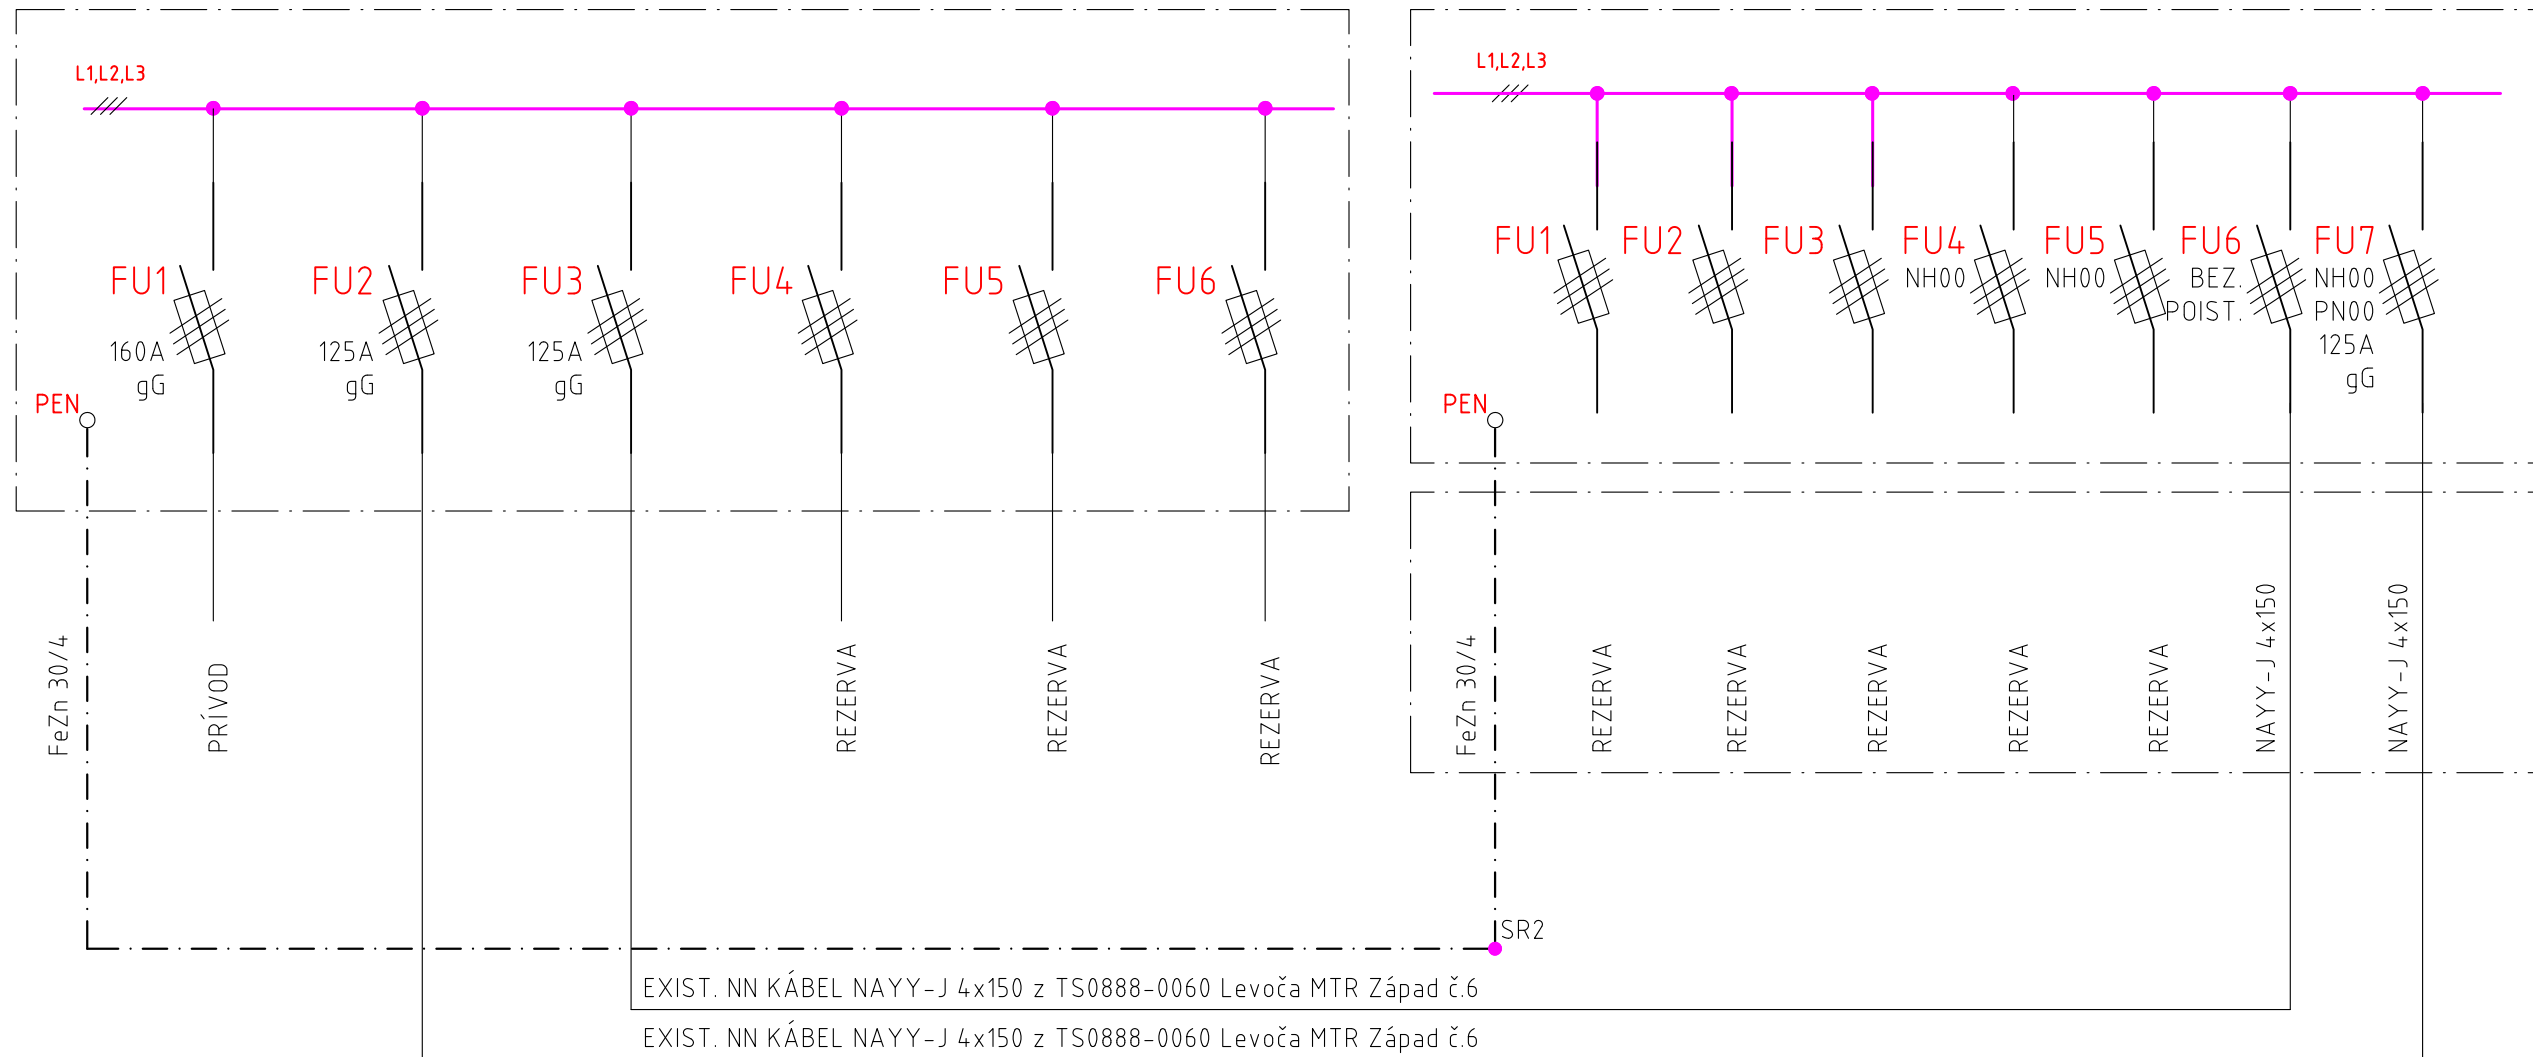 L1,L2,L3
FU1
160A
gG
FU2
125A
gG
FU3
125A
gG
FU4
FU5
FU6
PEN
FeZn 30/4
PRÍVOD
REZERVA
REZERVA
REZERVA
L1,L2,L3
FU1
FU2
FU3
FU4
NH00
FU5
NH00
FU6
BEZ.
POIST.
FU7
NH00
PN00
125A
gG
PEN
FeZn 30/4
REZERVA
REZERVA
REZERVA
REZERVA
REZERVA
NAYY-J 4x150
NAYY-J 4x150
SR2
EXIST. NN KÁBEL NAYY-J 4x150 z TS0888-0060 Levoča MTR Západ č.6
EXIST. NN KÁBEL NAYY-J 4x150 z TS0888-0060 Levoča MTR Západ č.6